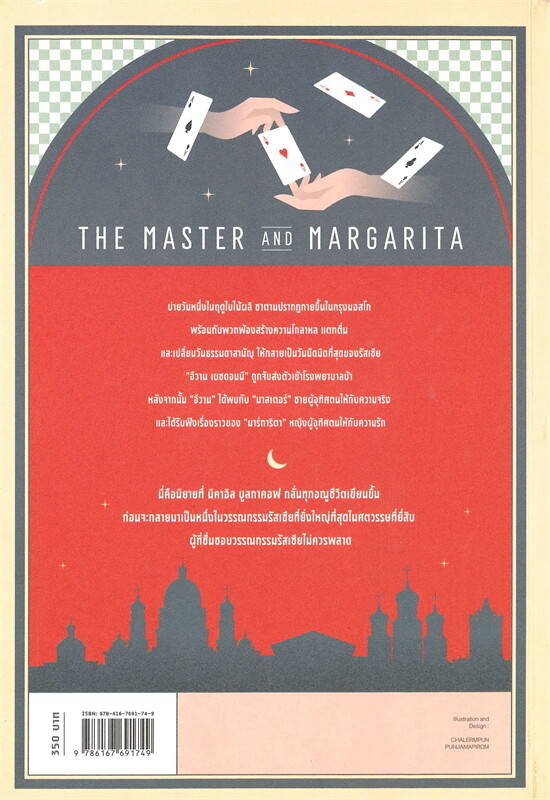 THE MASTER AND MARGARITA
บ่ายวันหนึ่งในฤดูใบไม้ผลิ ซาตานปรากฏกายขึ้นในกรุงมอสโก
พร้อมกับพวกพ้องสร้างความโกลาหล แตกตื่น
และเปลี่ยนวันธรรมดาสามัญ ให้กลายเป็นวันมืดมิดที่สุดของรัสเซีย
"อีวาน เบซดอมนืย" ถูกจับส่งตัวเข้าโรงพยาบาลบ้า
หลังจากนั้น "อีวาน" ได้พบกับ "มาสเตอร์" ชายผู้อุทิศตนให้กับความจริง
และได้รับฟังเรื่องราวของ "มาร์การิตา" หญิงผู้อุทิศตนให้กับความรัก
นี่คือนิยายที่ มิคาอิล บูลกาคอฟ กลั่นทุกอณูชีวิตเขียนขึ้น
ก่อนจะกลายมาเป็นหนึ่งในวรรณกรรมรัสเซียที่ยิ่งใหญ่ที่สุดในศตวรรษที่ยี่สิบ
ผู้ที่ชื่นชอบวรรณกรรมรัสเซียไม่ควรพลาด
350 บาท
ISBN: 978-616-7691-74-9
9 786167 691749
Illustration and
Design :
CHALERMPUN
PUNJAMAPIROM